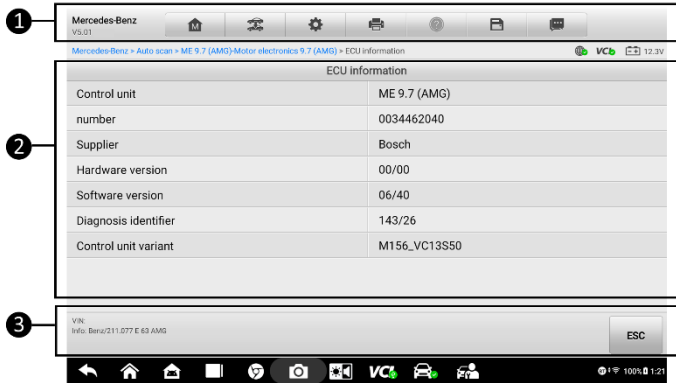 1
Mercedes-Benz
V5.01
M
?
Mercedes-Benz > Auto scan > ME 9.7 (AMG)-Motor electronics 9.7 (AMG) > ECU information
VCI
12.3V
2
ECU information
Control unit ME 9.7 (AMG)
number 0034462040
Supplier Bosch
Hardware version 00/00
Software version 06/40
Diagnosis identifier 143/26
Control unit variant M156_VC13S50
3
VIN:
Info: Benz/211.077 E 63 AMG
ESC
VCI
100% 1:21